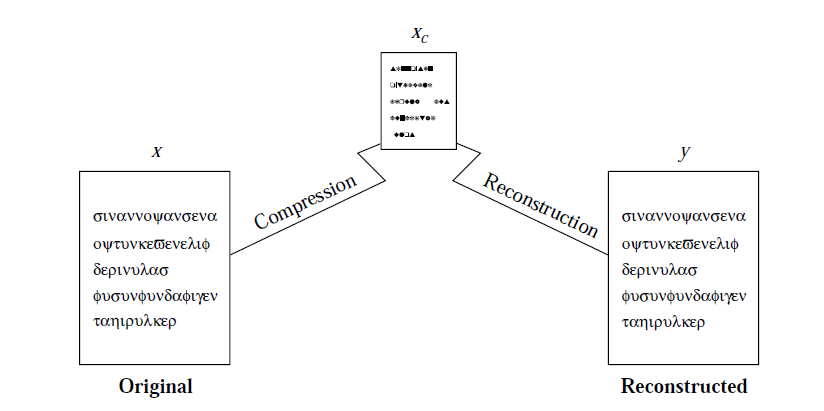 X_C
▲❄■■❏|▲❄■
X
y
Compression
Reconstruction
σιναννοψανσενα
οψτυνκεϖενελιφ
δερινυλασ
φυσυνφυνδαφιγεν
ταηιρυλκερ
σιναννοψανσενα
οψτυνκεϖενελιφ
δερινυλασ
φυσυνφυνδαφιγεν
ταηιρυλκερ
Original
Reconstructed